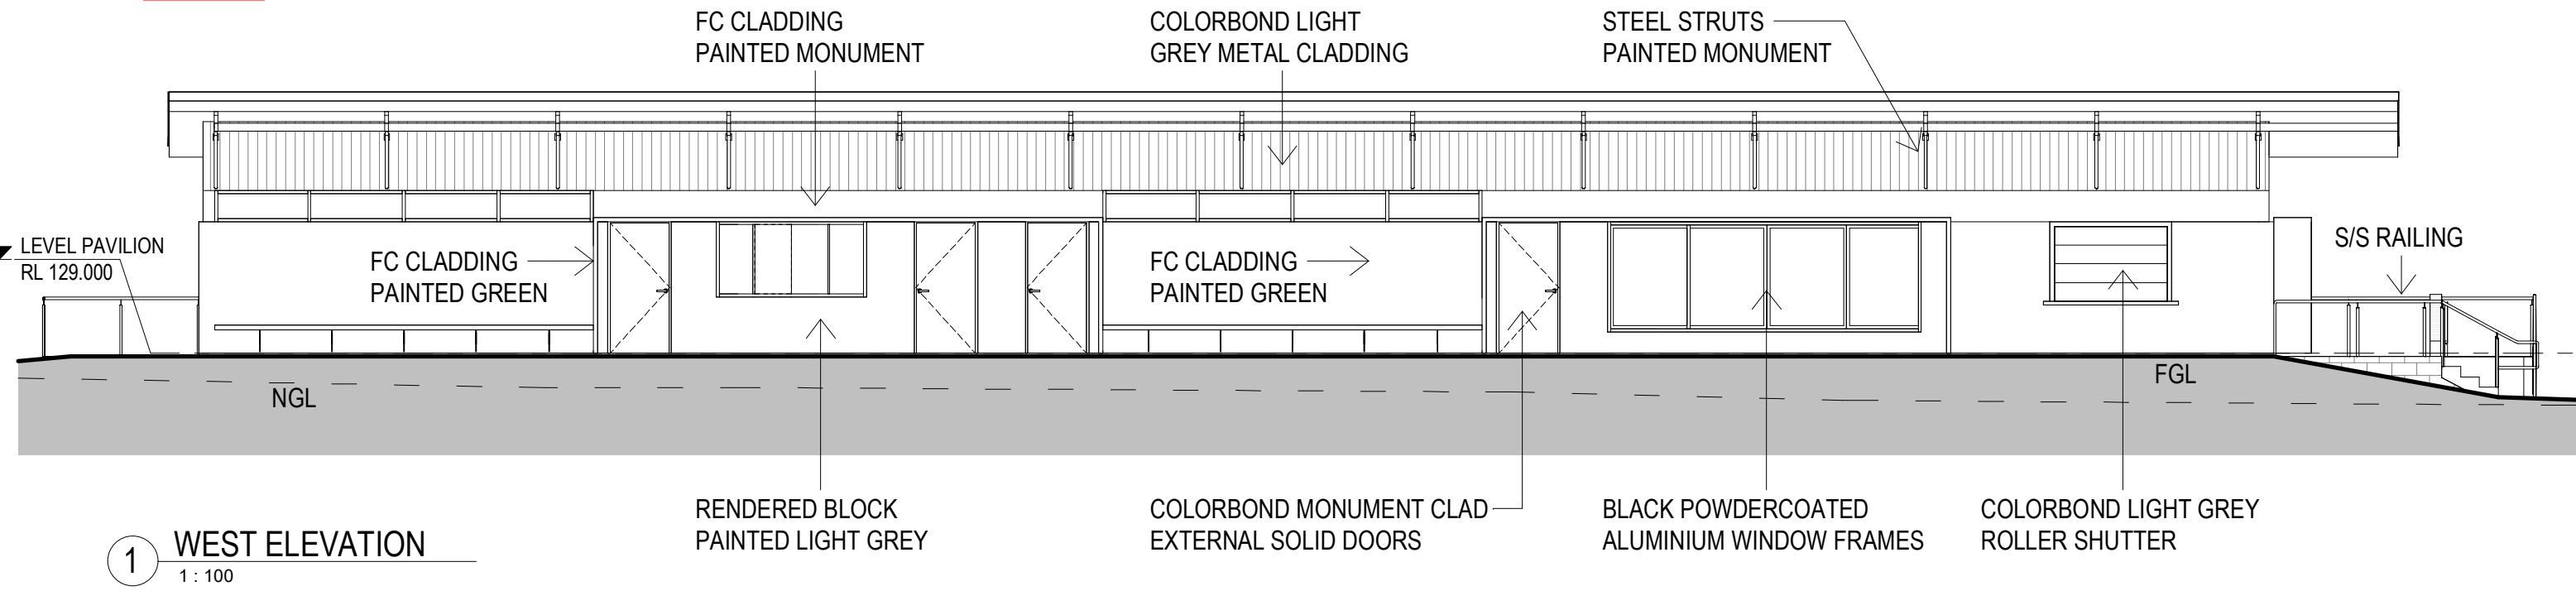 FC CLADDING
PAINTED MONUMENT
COLORBOND LIGHT
GREY METAL CLADDING
STEEL STRUTS
PAINTED MONUMENT
LEVEL PAVILION
RL 129.000
FC CLADDING
PAINTED GREEN
FC CLADDING
PAINTED GREEN
S/S RAILING
NGL
FGL
RENDERED BLOCK
PAINTED LIGHT GREY
COLORBOND MONUMENT CLAD
EXTERNAL SOLID DOORS
BLACK POWDERCOATED
ALUMINIUM WINDOW FRAMES
COLORBOND LIGHT GREY
ROLLER SHUTTER
1 WEST ELEVATION
1 : 100